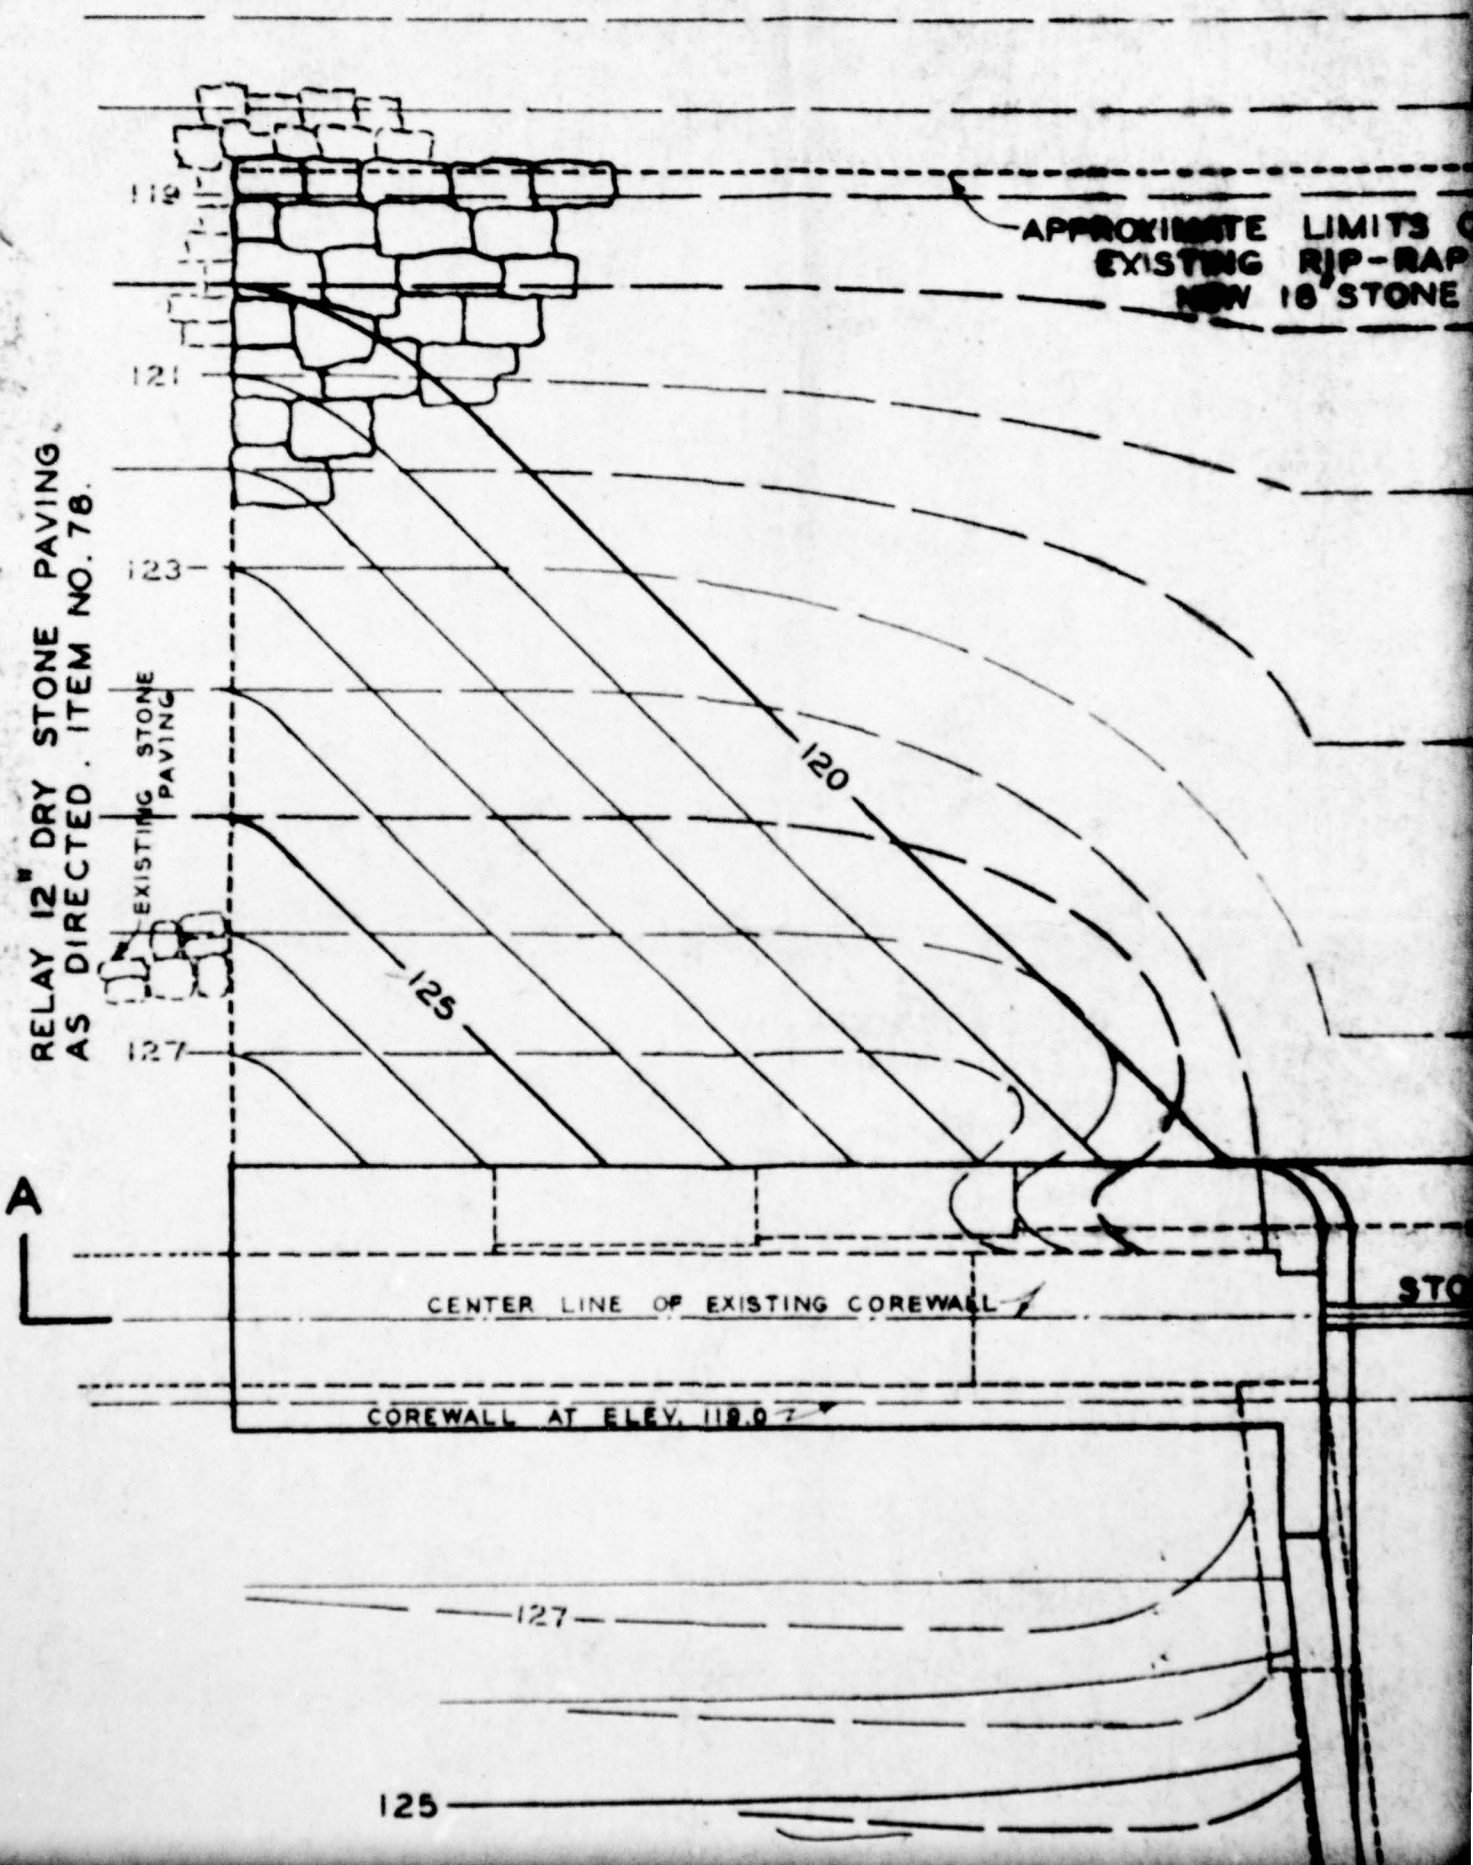 119
APPROXIMATE LIMITS
EXISTING RIP-RAP
NEW 18" STONE
121
RELAY 12" DRY STONE PAVING
AS DIRECTED. ITEM NO. 78.
123
EXISTING STONE
PAVING
120
125
127
A
STO
CENTER LINE OF EXISTING COREWALL
COREWALL AT ELEV. 119.0
127
125